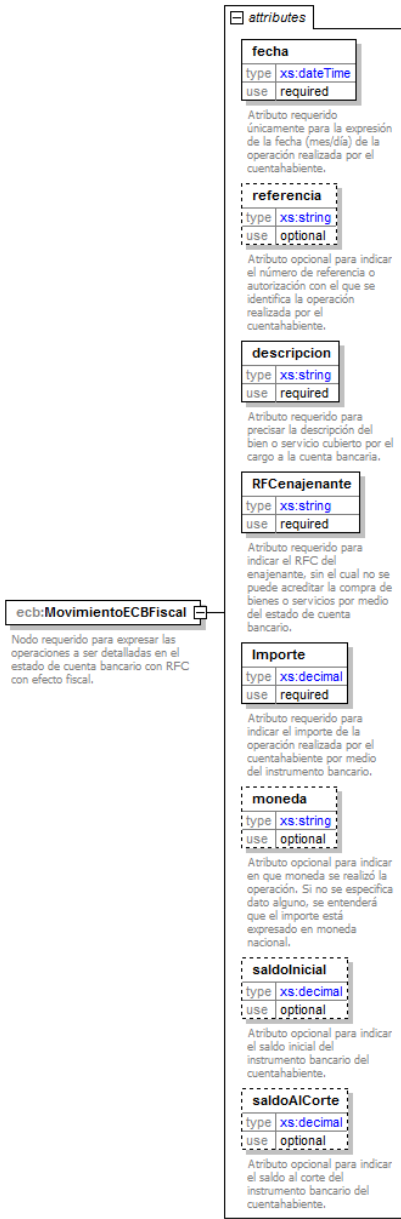 attributes
fecha
type xs:dateTime
use required
Atributo requerido
únicamente para la expresión
de la fecha (mes/día) de la
operación realizada por el
cuentahabiente.
referencia
type xs:string
use optional
Atributo opcional para indicar
el número de referencia o
autorización con el que se
identifica la operación
realizada por el
cuentahabiente.
descripcion
type xs:string
use required
Atributo requerido para
precisar la descripción del
bien o servicio cubierto por el
cargo a la cuenta bancaria.
RFCenajenante
type xs:string
use required
Atributo requerido para
indicar el RFC del
enajenante, sin el cual no se
puede acreditar la compra de
bienes o servicios por medio
del estado de cuenta
bancario.
ecb:MovimientoECBFiscal
Nodo requerido para expresar las
operaciones a ser detalladas en el
estado de cuenta bancario con RFC
con efecto fiscal.
Importe
type xs:decimal
use required
Atributo requerido para
indicar el importe de la
operación realizada por el
cuentahabiente por medio
del instrumento bancario.
moneda
type xs:string
use optional
Atributo opcional para indicar
en que moneda se realizó la
operación. Si no se especifica
dato alguno, se entenderá
que el importe está
expresado en moneda
nacional.
saldoInicial
type xs:decimal
use optional
Atributo opcional para indicar
el saldo inicial del
instrumento bancario del
cuentahabiente.
saldoAlCorte
type xs:decimal
use optional
Atributo opcional para indicar
el saldo al corte del
instrumento bancario del
cuentahabiente.